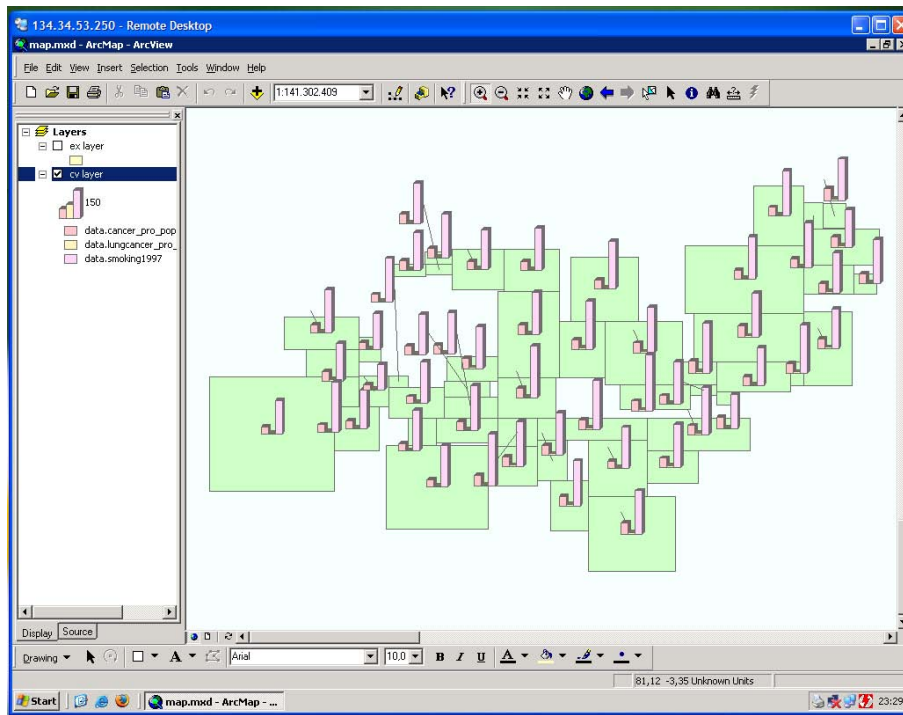 134.34.53.250 - Remote Desktop
map.mxd - ArcMap - ArcView
File Edit View Insert Selection Tools Window Help
1:141.302.409
Layers
ex layer
cv layer
150
data.cancer_pro_pop
data.lungcancer_pro_
data.smoking1997
Display Source
Drawing A Arial 10,0 B I U A
81,12 -3,35 Unknown Units
Start map.mxd - ArcMap - ... 23:29